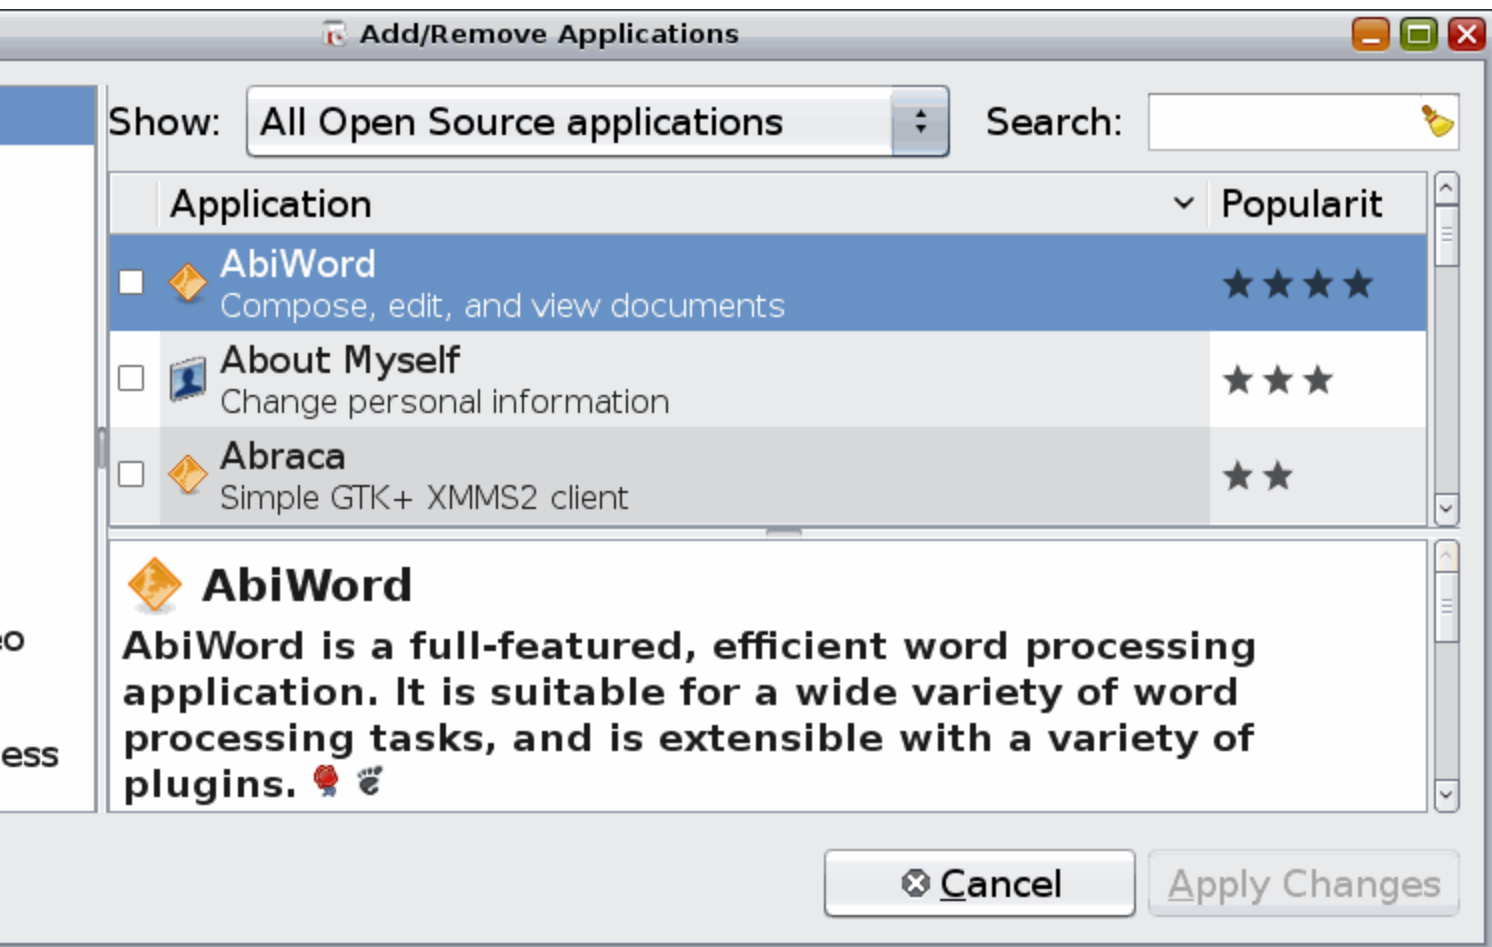 Add/Remove Applications
Show:
All Open Source applications
Search:
Application
Popularit
AbiWord
Compose, edit, and view documents
About Myself
Change personal information
Abraca
Simple GTK+ XMMS2 client
AbiWord
AbiWord is a full-featured, efficient word processing
application. It is suitable for a wide variety of word
processing tasks, and is extensible with a variety of
plugins.
eo
ess
Cancel
Apply Changes